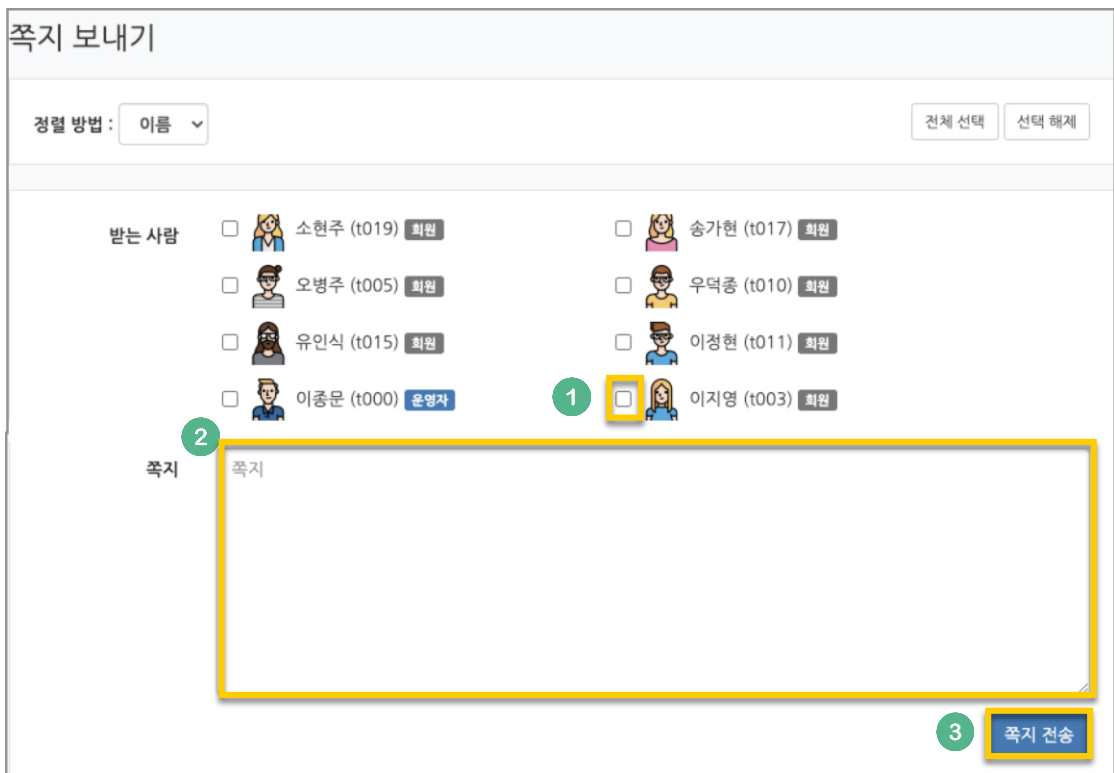 쪽지 보내기
정렬 방법 : 이름 전체 선택 선택 해제
받는 사람 소현주 (t019) 회원 송가현 (t017) 회원
오병주 (t005) 회원 우덕종 (t010) 회원
유인식 (t015) 회원 이정현 (t011) 회원
이종문 (t000) 운영자 1 이지영 (t003) 회원
2
쪽지 쪽지
3 쪽지 전송